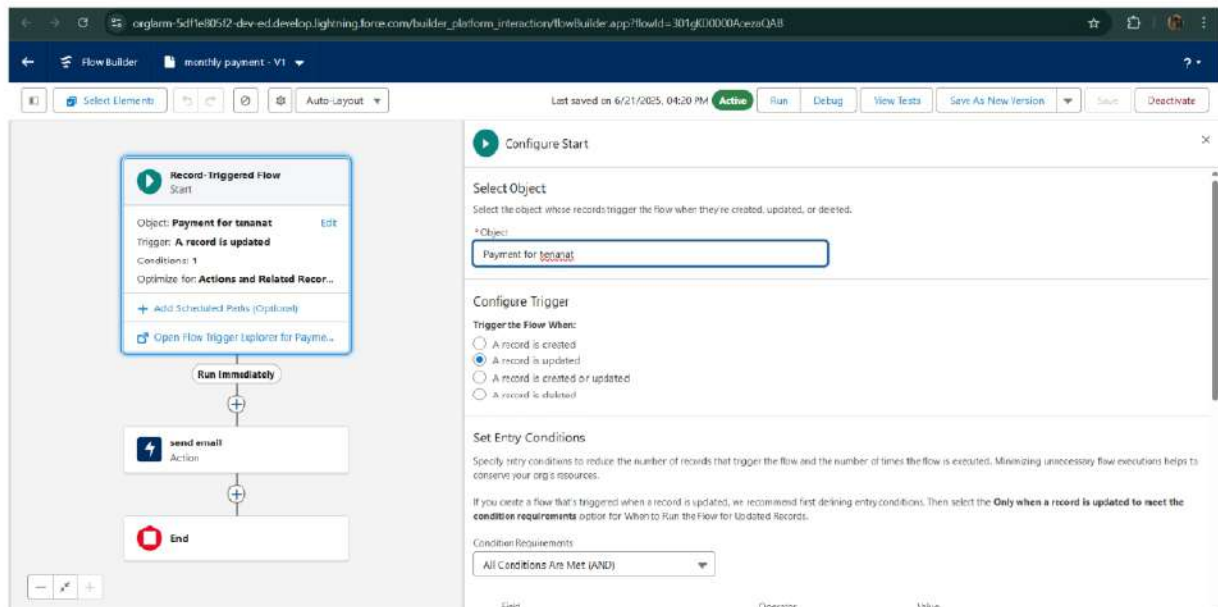 orgfarm-5df1e805f2-dev-ed.develop.lightning.force.com/builder_platform_interaction/flowBuilder.app?flowId=
Flow Builder monthly payment - V1 ?
Select Elements Auto-Layout Last saved on 6/21/2025, 04:20 PM Active Run Debug View Tests Save As New Version Save Deactivate
Record-Triggered Flow
Start
Object: Payment for tenanat Edit
Trigger: A record is updated
Conditions: 1
Optimize for: Actions and Related Recor...
+ Add Scheduled Paths (Optional)
Open Flow Trigger Explorer for Payme...
Run Immediately
send email
Action
End
Configure Start
Select Object
Select the object whose records trigger the flow when they're created, updated, or deleted.
*Object
Payment for tenanat
Configure Trigger
Trigger the Flow When:
A record is created
A record is updated
A record is created or updated
A record is deleted
Set Entry Conditions
Specify entry conditions to reduce the number of records that trigger the flow and the number of times the flow is executed. Minimizing unnecessary flow executions helps to
conserve your org's resources.
If you create a flow that's triggered when a record is updated, we recommend first defining entry conditions. Then select the Only when a record is updated to meet the
condition requirements option for When to Run the Flow for Updated Records.
Condition Requirements
All Conditions Are Met (AND)
Field Operator Value